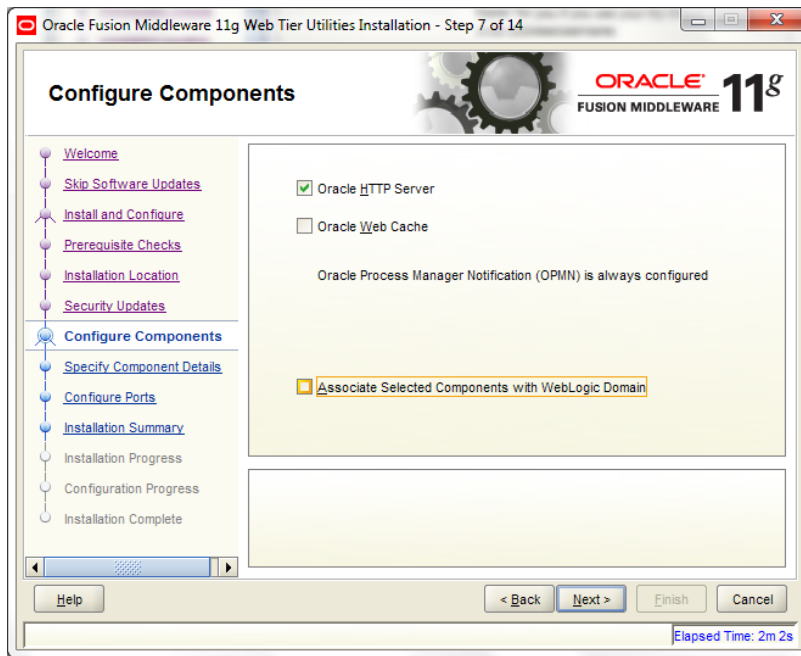 Oracle Fusion Middleware 11g Web Tier Utilities Installation - Step 7 of 14
Configure Components
ORACLE
FUSION MIDDLEWARE 11g
Welcome
Skip Software Updates
Install and Configure
Prerequisite Checks
Installation Location
Security Updates
Configure Components
Specify Component Details
Configure Ports
Installation Summary
Installation Progress
Configuration Progress
Installation Complete
Oracle HTTP Server
Oracle Web Cache
Oracle Process Manager Notification (OPMN) is always configured
Associate Selected Components with WebLogic Domain
Help
< Back
Next >
Finish
Cancel
Elapsed Time: 2m 2s